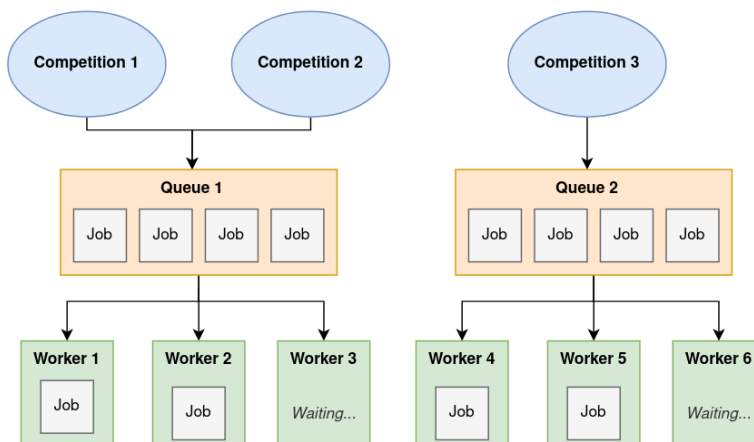 Competition 1
Competition 2
Competition 3
Queue 1
Job Job Job Job
Queue 2
Job Job Job Job
Worker 1
Job
Worker 2
Job
Worker 3
Waiting...
Worker 4
Job
Worker 5
Job
Worker 6
Waiting...